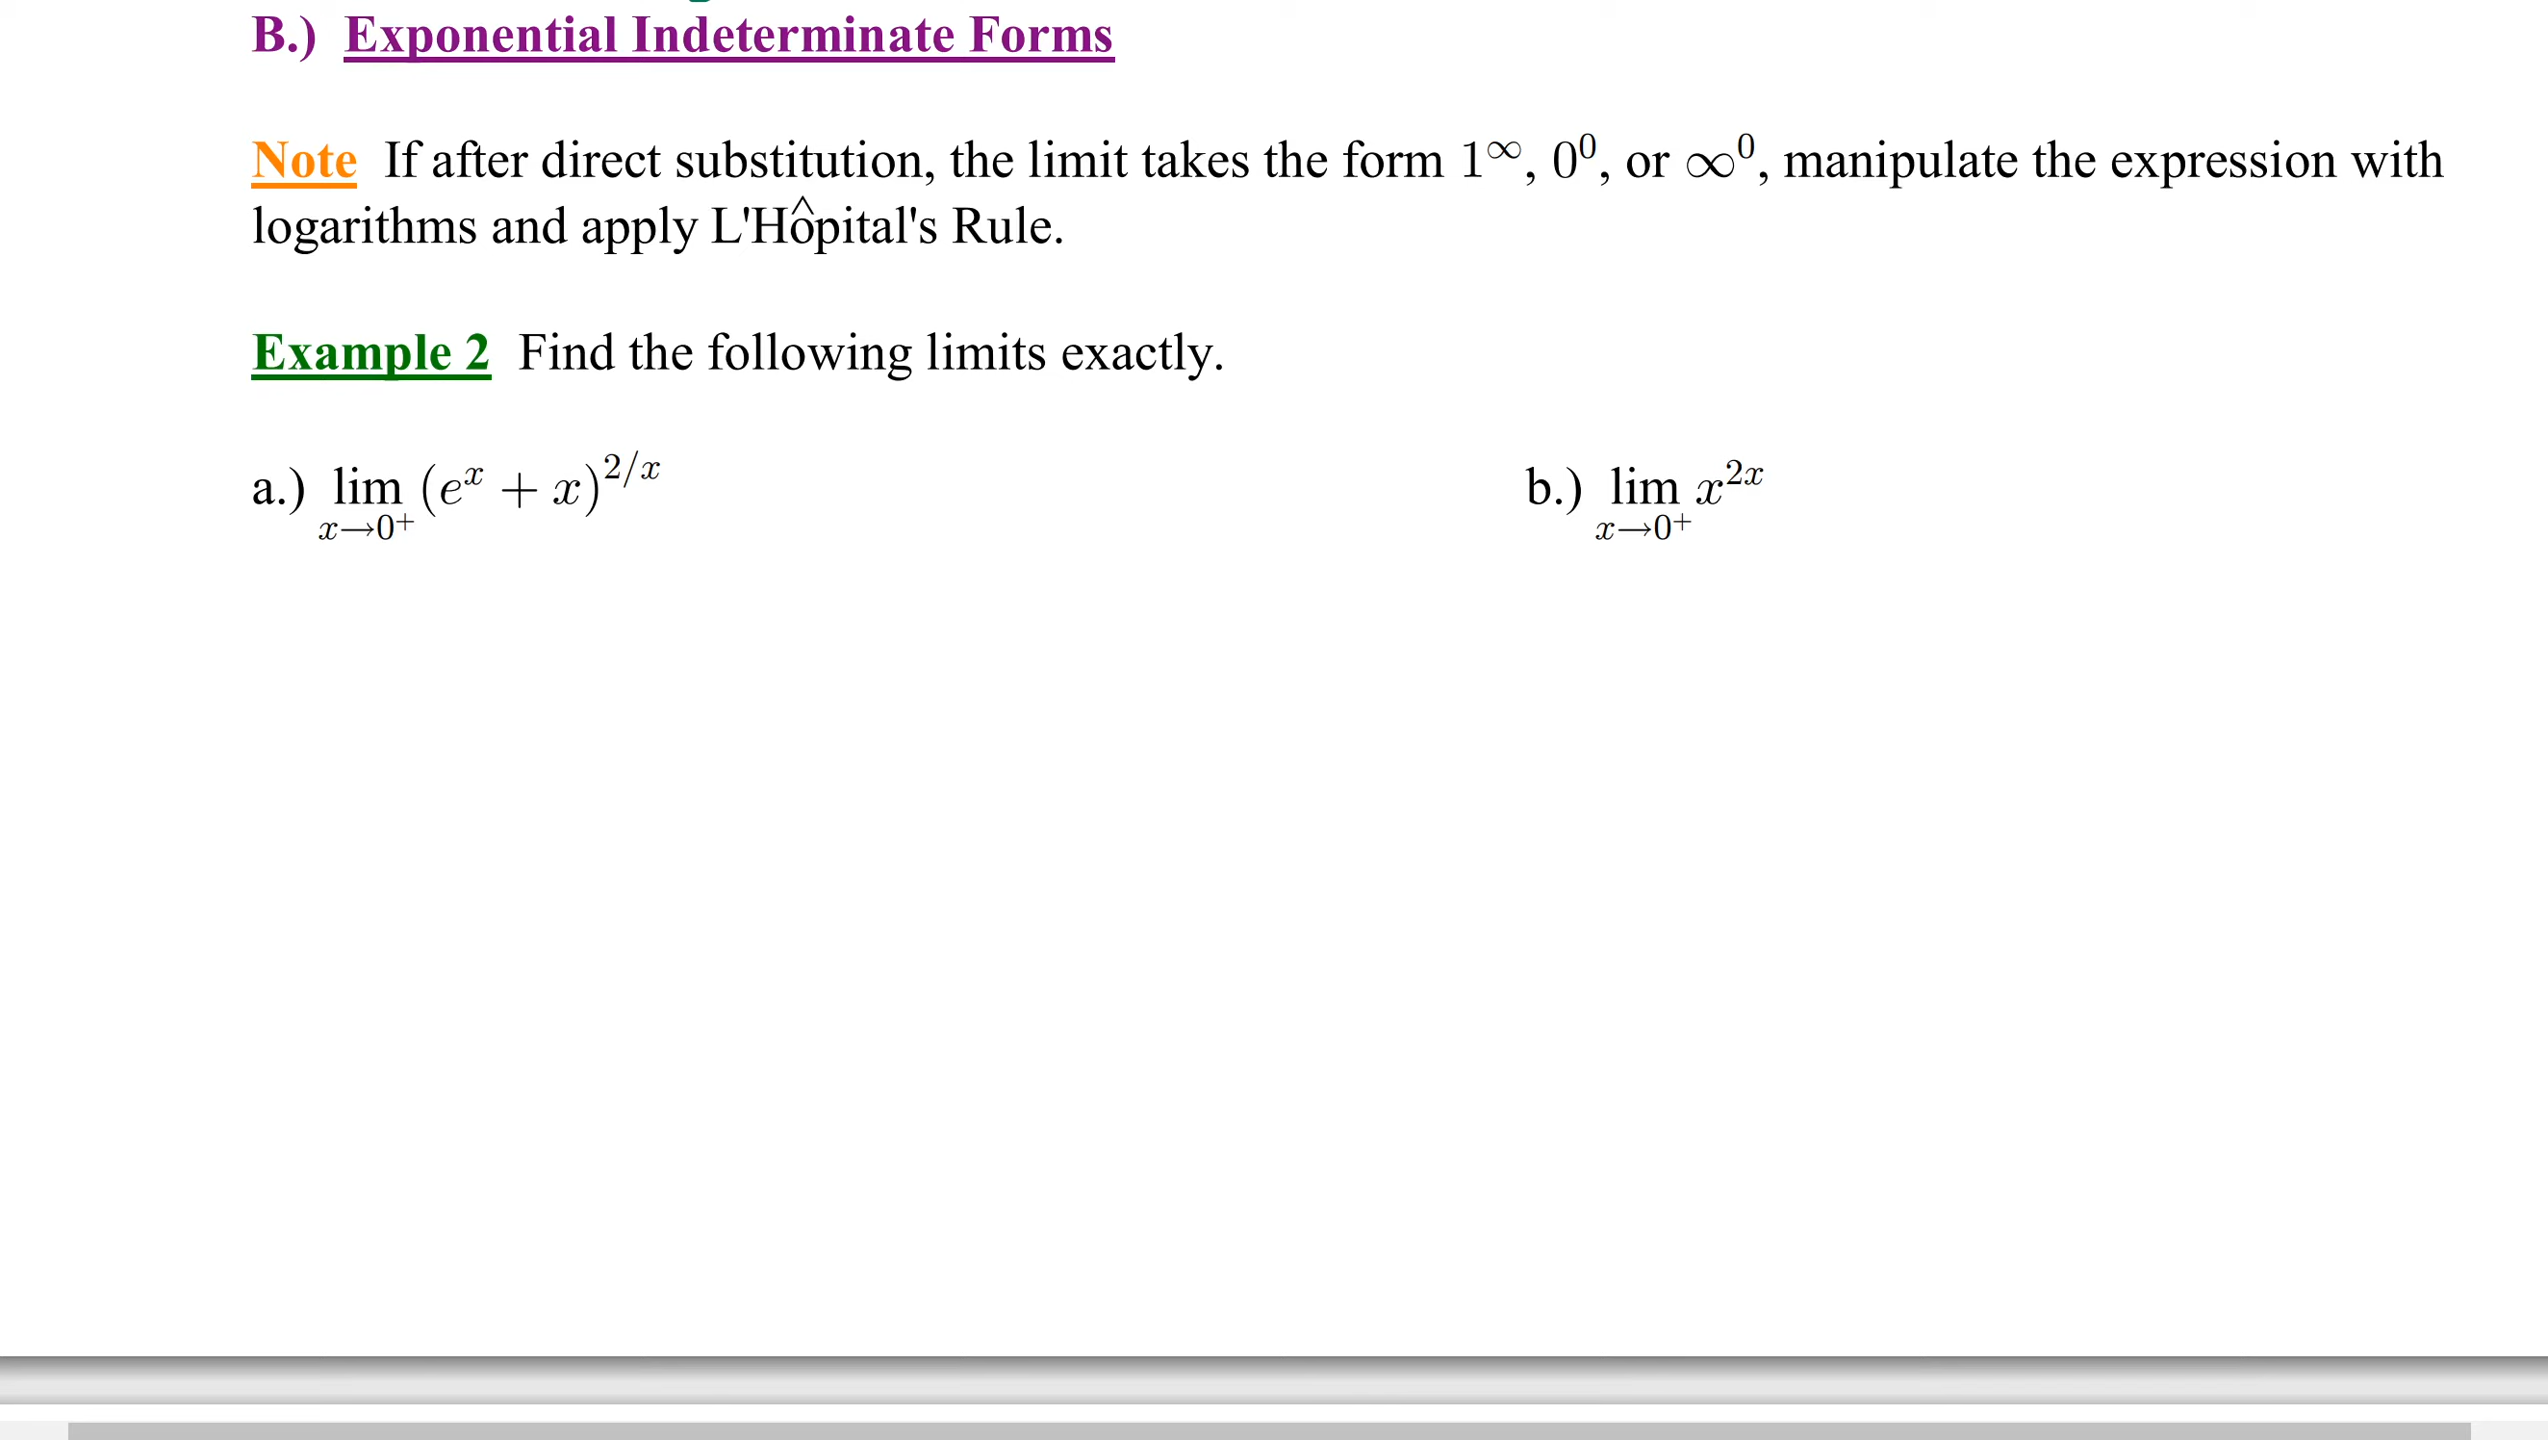 B.) Exponential Indeterminate Forms
Note If after direct substitution, the limit takes the form 1^∞, 0^0, or ∞^0, manipulate the expression with
logarithms and apply L'Hôpital's Rule.
Example 2 Find the following limits exactly.
a.) lim_{x→0^+} (e^x + x)^{2/x} b.) lim_{x→0^+} x^{2x}